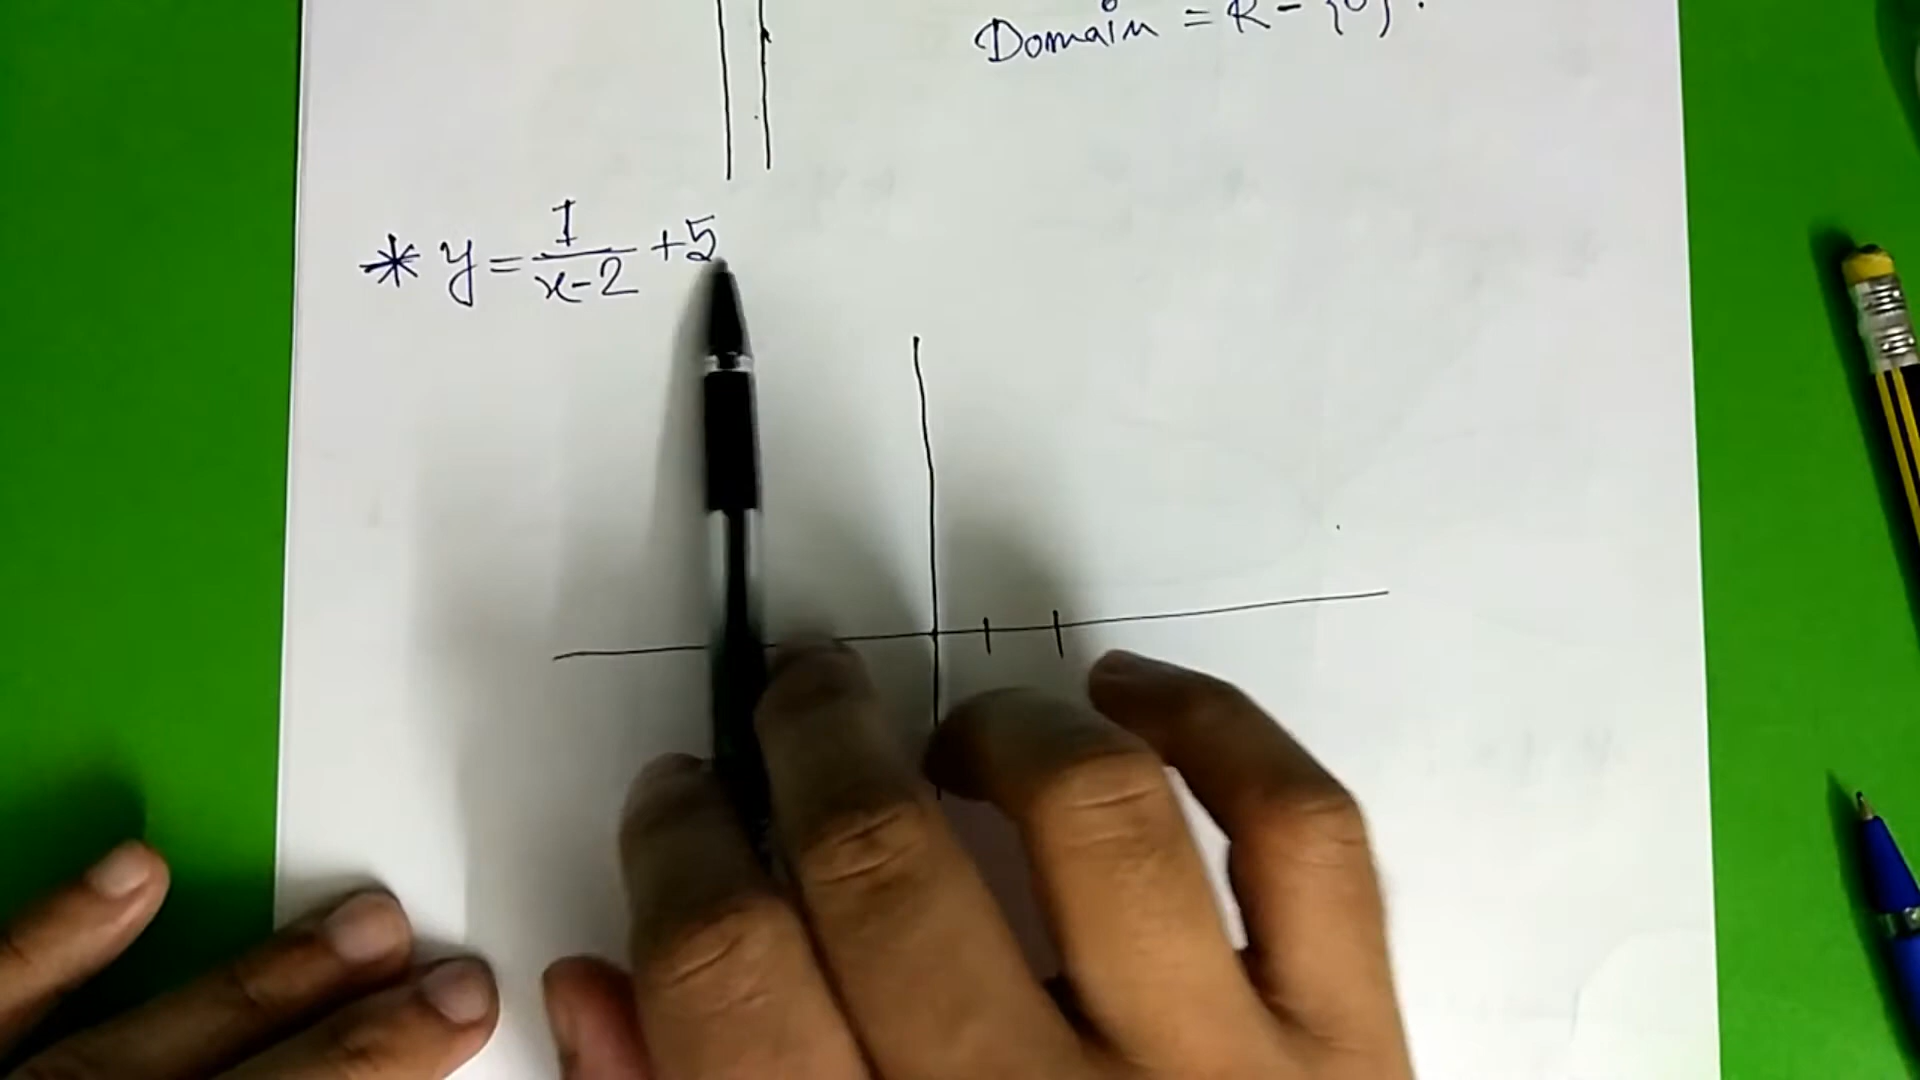 Domain = R - {0}.
* y = 1/(x-2) + 5